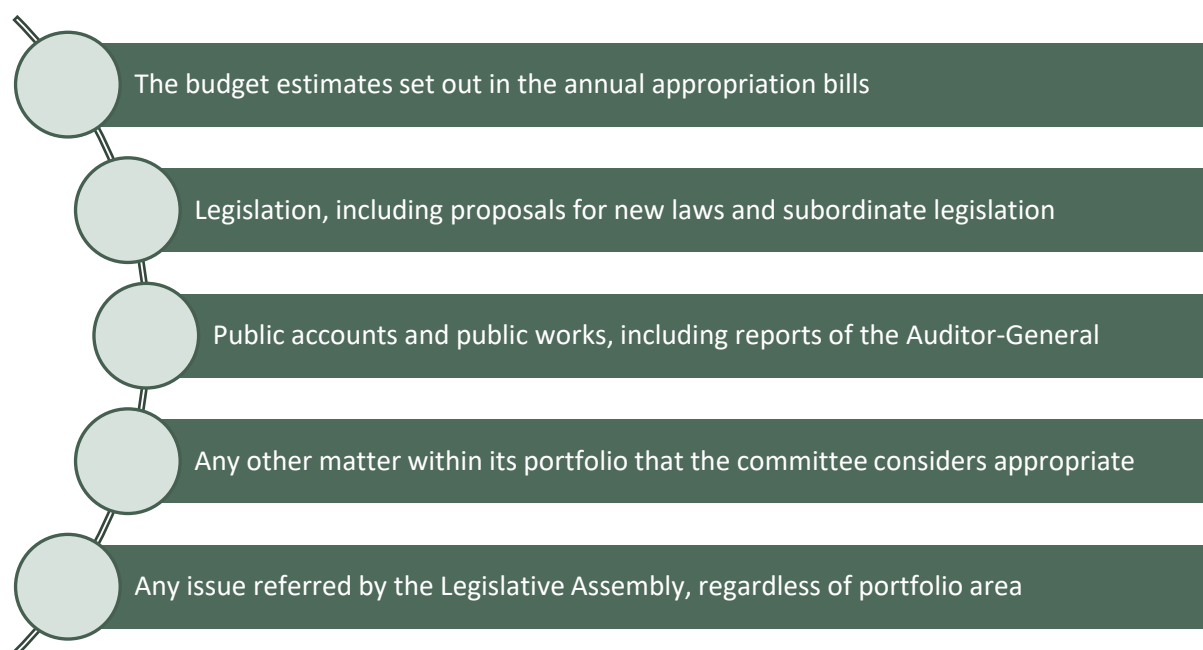 The budget estimates set out in the annual appropriation bills
Legislation, including proposals for new laws and subordinate legislation
Public accounts and public works, including reports of the Auditor-General
Any other matter within its portfolio that the committee considers appropriate
Any issue referred by the Legislative Assembly, regardless of portfolio area